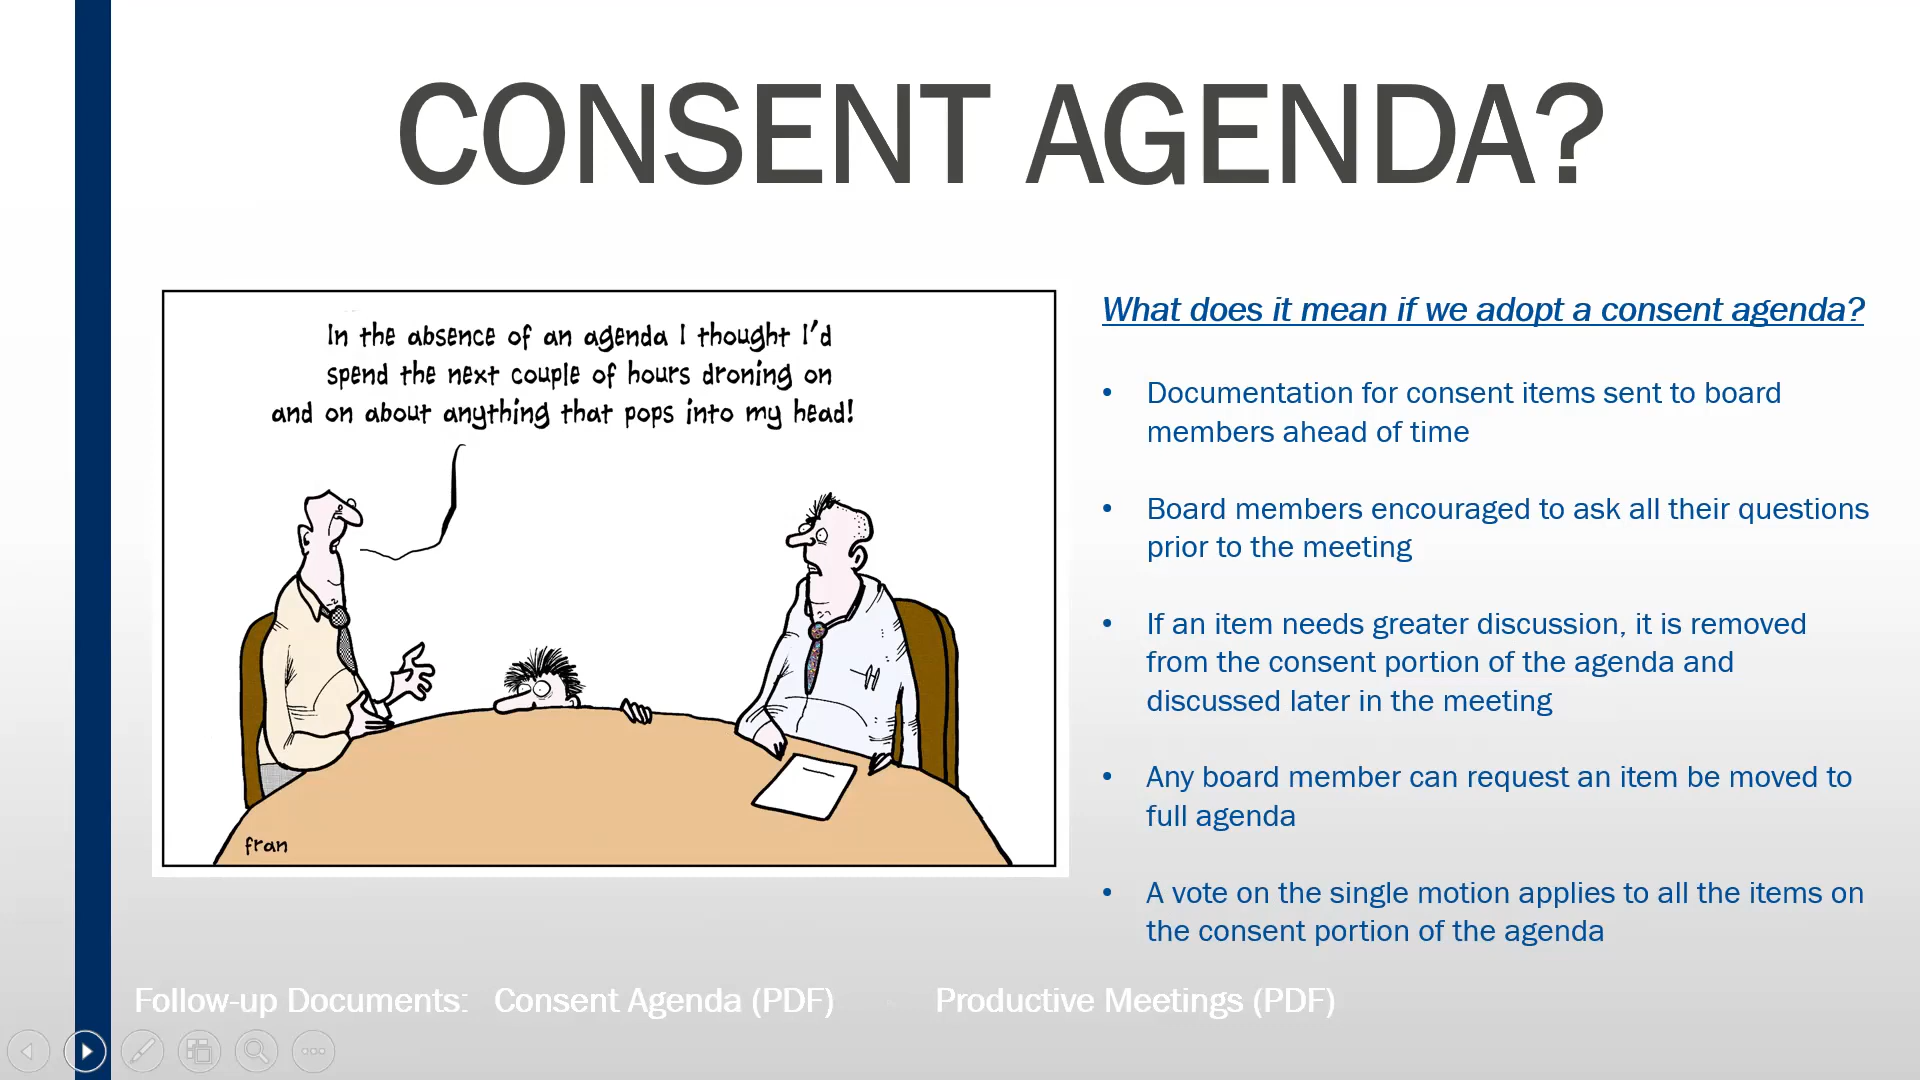 CONSENT AGENDA?
In the absence of an agenda I thought I'd
spend the next couple of hours droning on
and on about anything that pops into my head!
fran
What does it mean if we adopt a consent agenda?
• Documentation for consent items sent to board
members ahead of time
• Board members encouraged to ask all their questions
prior to the meeting
• If an item needs greater discussion, it is removed
from the consent portion of the agenda and
discussed later in the meeting
• Any board member can request an item be moved to
full agenda
• A vote on the single motion applies to all the items on
the consent portion of the agenda
Follow-up Documents: Consent Agenda (PDF) - Productive Meetings (PDF)